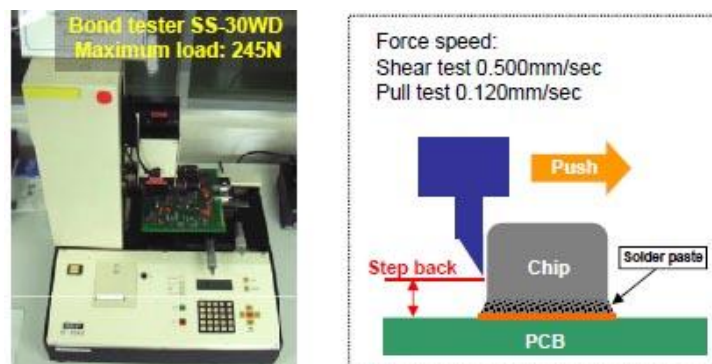 Bond tester SS-30WD
Maximum load: 245N
Force speed:
Shear test 0.500mm/sec
Pull test 0.120mm/sec
Push
Step back
Chip
Solder paste
PCB